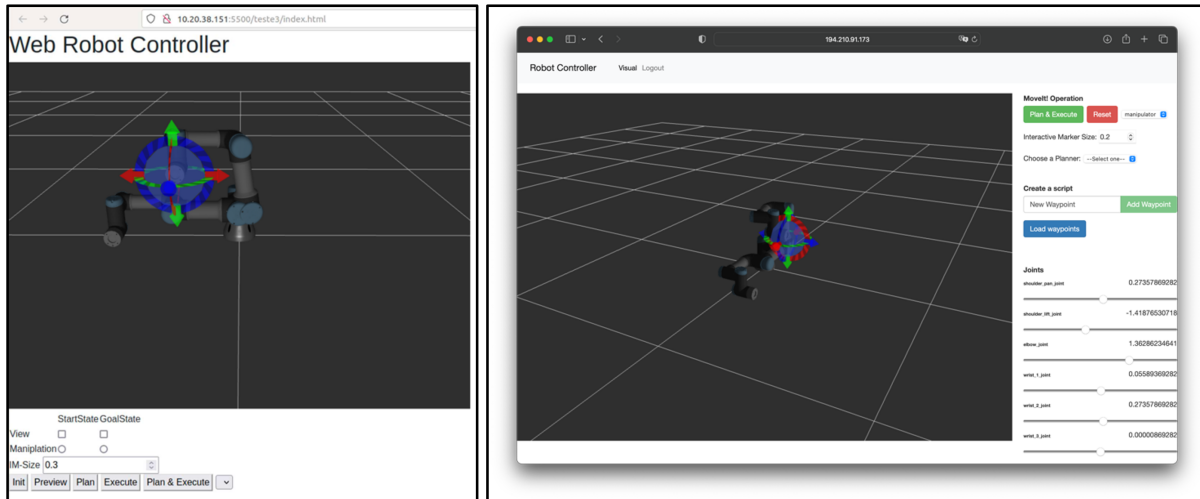 10.20.38.151:5500/teste3/index.html
Web Robot Controller
StartState GoalState
View
Maniplation
IM-Size 0.3
Init Preview Plan Execute Plan & Execute
194.210.91.173
Robot Controller Visual Logout
MoveIt! Operation
Plan & Execute Reset manipulator
Interactive Marker Size: 0.2
Choose a Planner: --Select one--
Create a script
New Waypoint Add Waypoint
Load waypoints
Joints
shoulder_pan_joint 0.27357869282
shoulder_lift_joint -1.41876530718
elbow_joint 1.36286234641
wrist_1_joint 0.05589369282
wrist_2_joint 0.27357869282
wrist_3_joint 0.00000869282